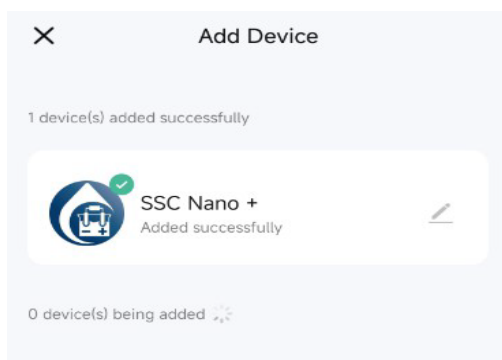 Add Device
1 device(s) added successfully
SSC Nano +
Added successfully
0 device(s) being added